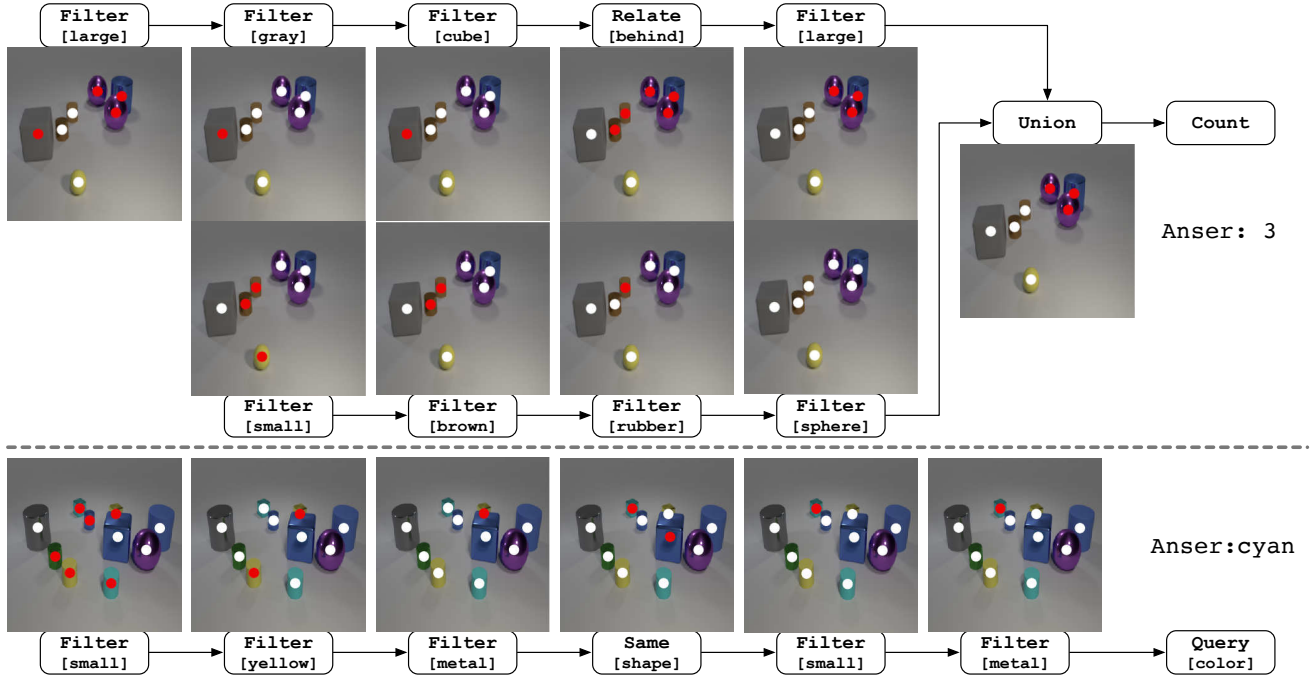 Filter
[large]
Filter
[gray]
Filter
[cube]
Relate
[behind]
Filter
[large]
Union
Count
Anser: 3
Filter
[small]
Filter
[brown]
Filter
[rubber]
Filter
[sphere]
Anser:cyan
Filter
[small]
Filter
[yellow]
Filter
[metal]
Same
[shape]
Filter
[small]
Filter
[metal]
Query
[color]